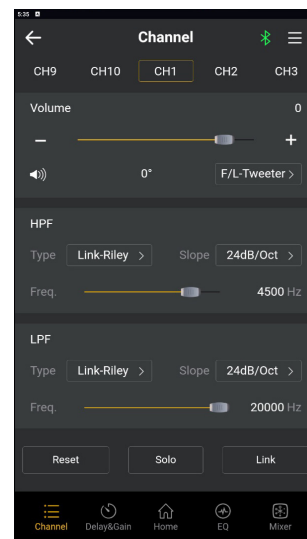 5:35
Channel
CH9 CH10 CH1 CH2 CH3
Volume 0
0° F/L-Tweeter >
HPF
Type Link-Riley > Slope 24dB/Oct >
Freq. 4500 Hz
LPF
Type Link-Riley > Slope 24dB/Oct >
Freq. 20000 Hz
Reset Solo Link
Channel Delay&Gain Home EQ Mixer